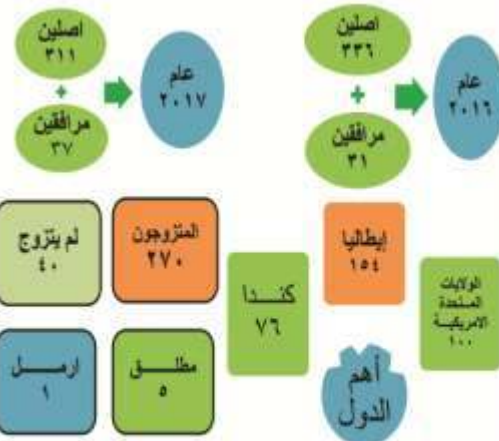 اصلين
٣٣٦
+
مرافقين
٣١
عام
٢٠١٦
اصلين
٣١١
+
مرافقين
٣٧
عام
٢٠١٧
الولايات
المتحدة
الامريكية
١٠٠
إيطاليا
١٥٤
كندا
٧٦
أهم
الدول
المتزوجون
٢٧٠
لم يتزوج
٤٠
مطلق
٥
ارمل
١